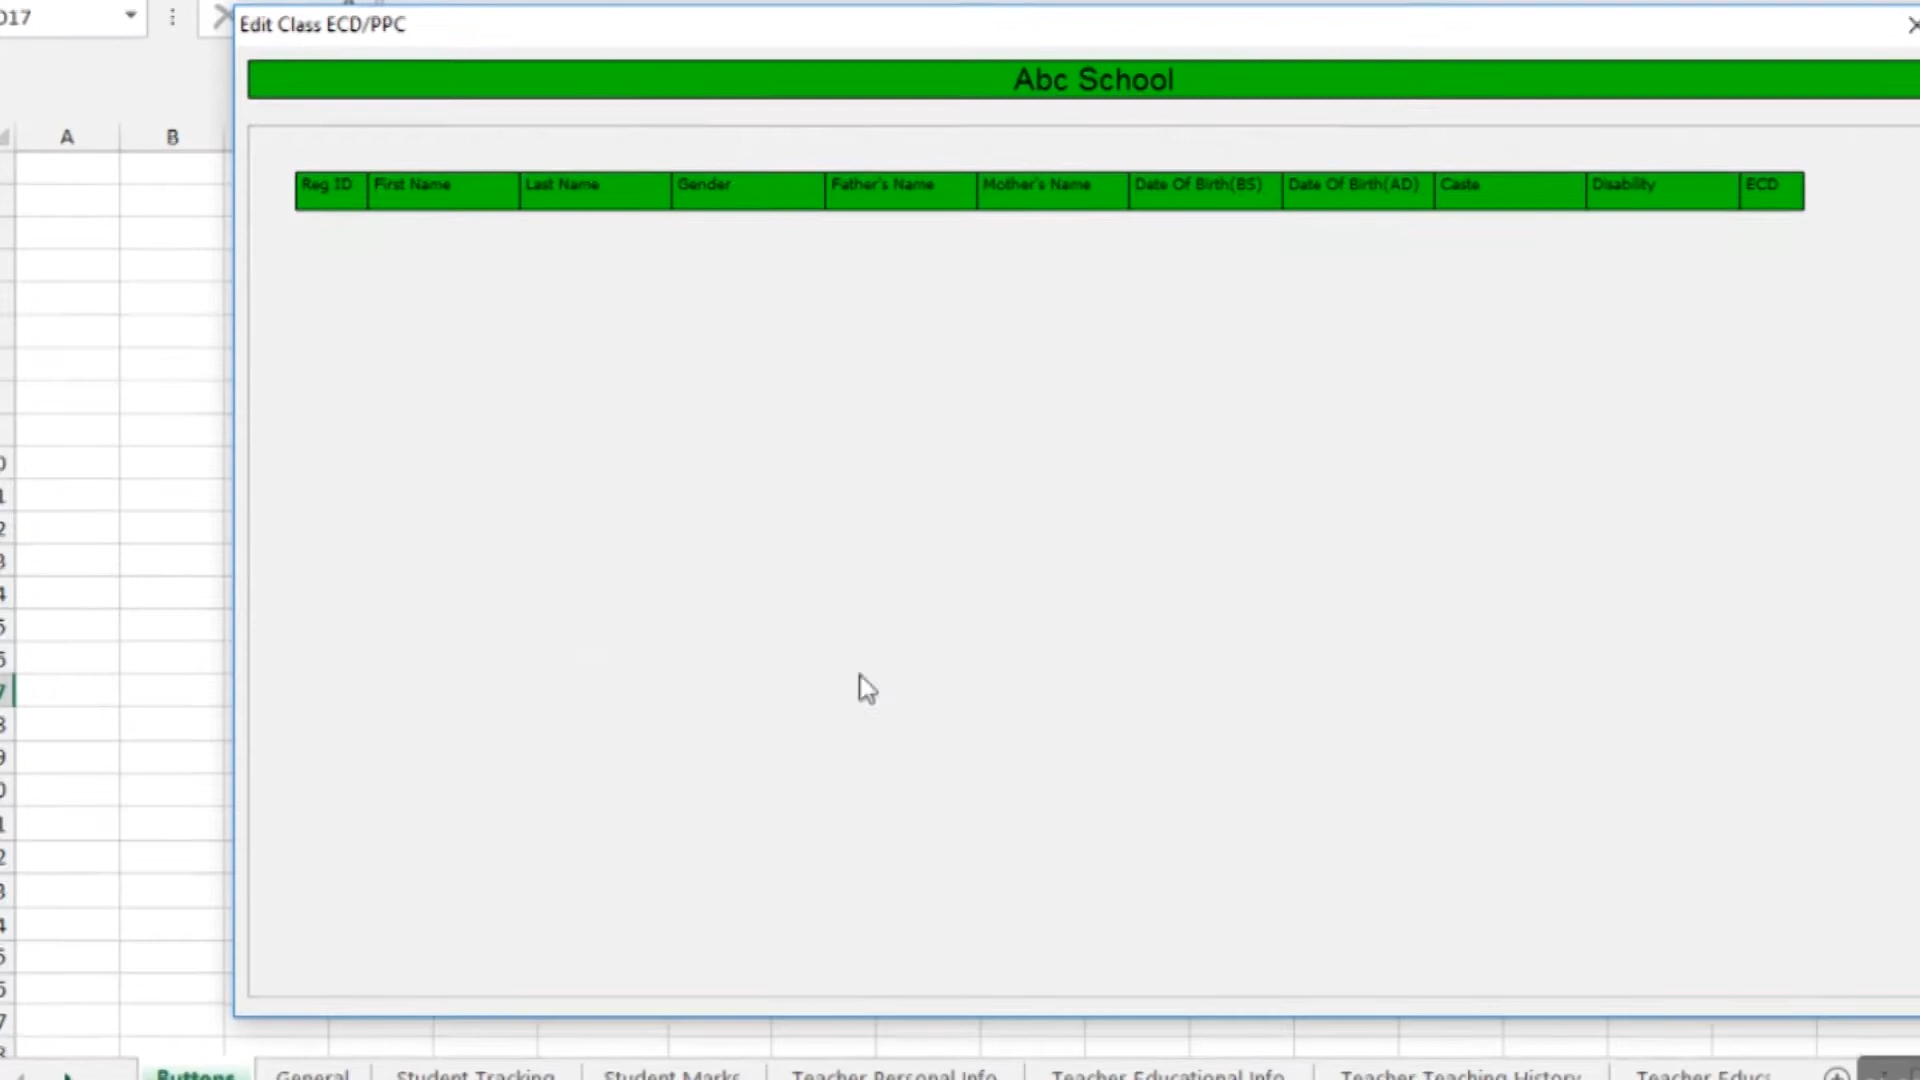 Edit Class ECD/PPC
Abc School
A B
Reg ID First Name Last Name Gender Father's Name Mother's Name Date Of Birth(BS) Date Of Birth(AD) Caste Disability ECD
Buttons General Student Tracking Student Marks Teacher Personal Info Teacher Educational Info Teacher Teaching History Teacher